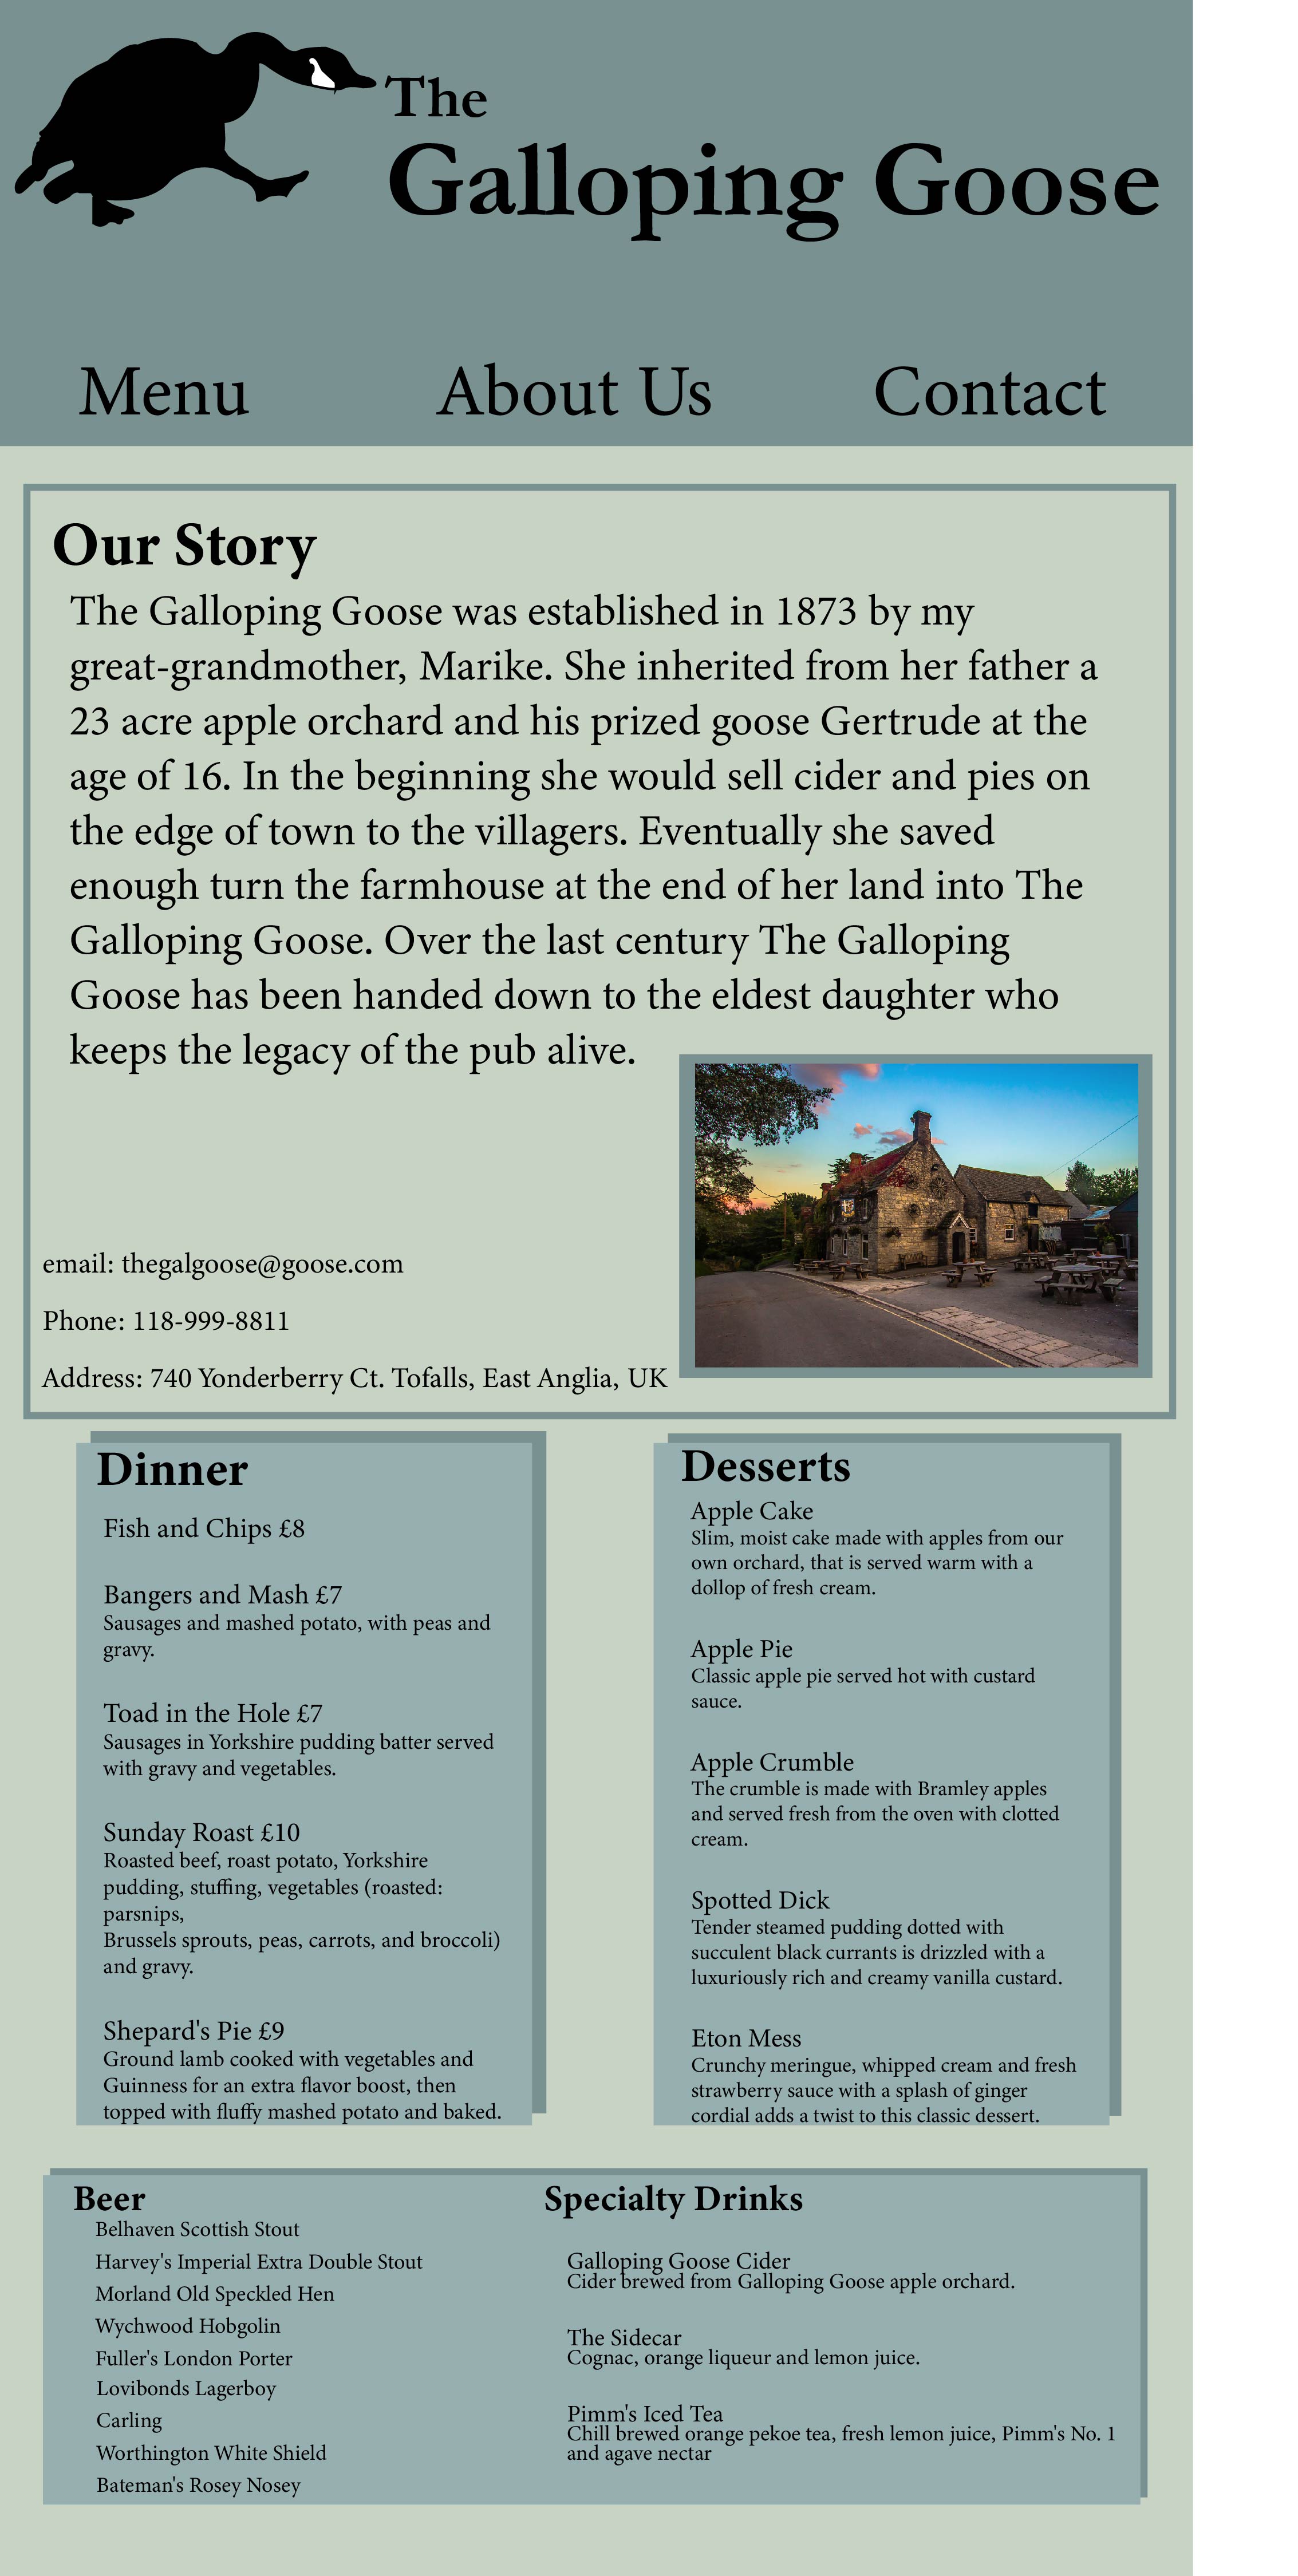 The
Galloping Goose
Menu About Us Contact
Our Story
The Galloping Goose was established in 1873 by my
great-grandmother, Marike. She inherited from her father a
23 acre apple orchard and his prized goose Gertrude at the
age of 16. In the beginning she would sell cider and pies on
the edge of town to the villagers. Eventually she saved
enough turn the farmhouse at the end of her land into The
Galloping Goose. Over the last century The Galloping
Goose has been handed down to the eldest daughter who
keeps the legacy of the pub alive.
email: thegalgoose@goose.com
Phone: 118-999-8811
Address: 740 Yonderberry Ct. Tofalls, East Anglia, UK
Dinner
Fish and Chips £8
Bangers and Mash £7
Sausages and mashed potato, with peas and
gravy.
Toad in the Hole £7
Sausages in Yorkshire pudding batter served
with gravy and vegetables.
Sunday Roast £10
Roasted beef, roast potato, Yorkshire
pudding, stuffing, vegetables (roasted:
parsnips,
Brussels sprouts, peas, carrots, and broccoli)
and gravy.
Shepard's Pie £9
Ground lamb cooked with vegetables and
Guinness for an extra flavor boost, then
topped with fluffy mashed potato and baked.
Desserts
Apple Cake
Slim, moist cake made with apples from our
own orchard, that is served warm with a
dollop of fresh cream.
Apple Pie
Classic apple pie served hot with custard
sauce.
Apple Crumble
The crumble is made with Bramley apples
and served fresh from the oven with clotted
cream.
Spotted Dick
Tender steamed pudding dotted with
succulent black currants is drizzled with a
luxuriously rich and creamy vanilla custard.
Eton Mess
Crunchy meringue, whipped cream and fresh
strawberry sauce with a splash of ginger
cordial adds a twist to this classic dessert.
Beer
Belhaven Scottish Stout
Harvey's Imperial Extra Double Stout
Morland Old Speckled Hen
Wychwood Hobgolin
Fuller's London Porter
Lovibonds Lagerboy
Carling
Worthington White Shield
Bateman's Rosey Nosey
Specialty Drinks
Galloping Goose Cider
Cider brewed from Galloping Goose apple orchard.
The Sidecar
Cognac, orange liqueur and lemon juice.
Pimm's Iced Tea
Chill brewed orange pekoe tea, fresh lemon juice, Pimm's No. 1
and agave nectar